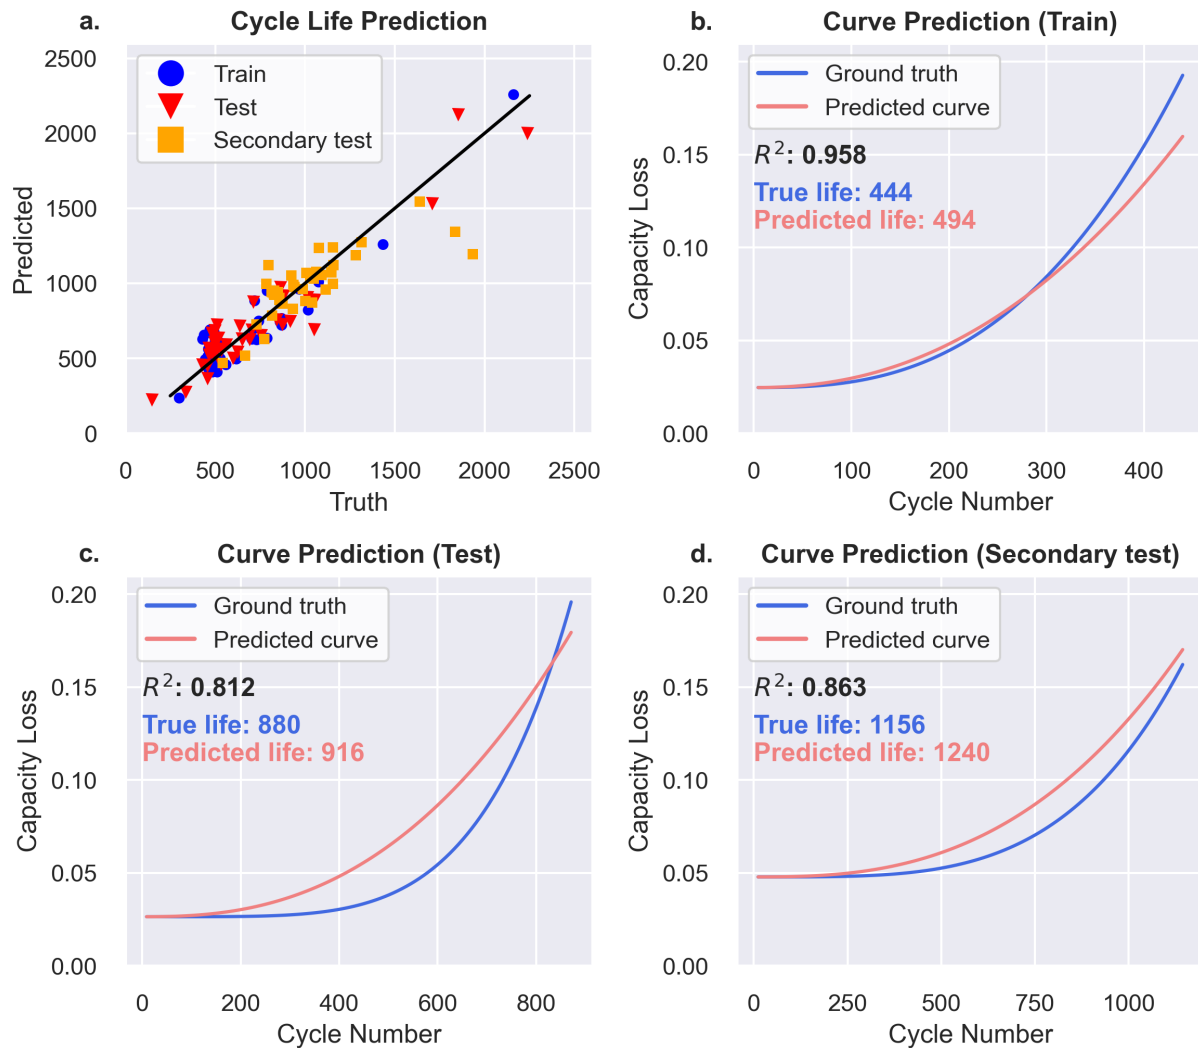 a.
Cycle Life Prediction
2500
2000
1500
1000
500
0
Predicted
Train
Test
Secondary test
0 500 1000 1500 2000 2500
Truth
b.
Curve Prediction (Train)
0.20
0.15
0.10
0.05
0.00
Capacity Loss
Ground truth
Predicted curve
R²: 0.958
True life: 444
Predicted life: 494
0 100 200 300 400
Cycle Number
c.
Curve Prediction (Test)
0.20
0.15
0.10
0.05
0.00
Capacity Loss
Ground truth
Predicted curve
R²: 0.812
True life: 880
Predicted life: 916
0 200 400 600 800
Cycle Number
d.
Curve Prediction (Secondary test)
0.20
0.15
0.10
0.05
0.00
Capacity Loss
Ground truth
Predicted curve
R²: 0.863
True life: 1156
Predicted life: 1240
0 250 500 750 1000
Cycle Number